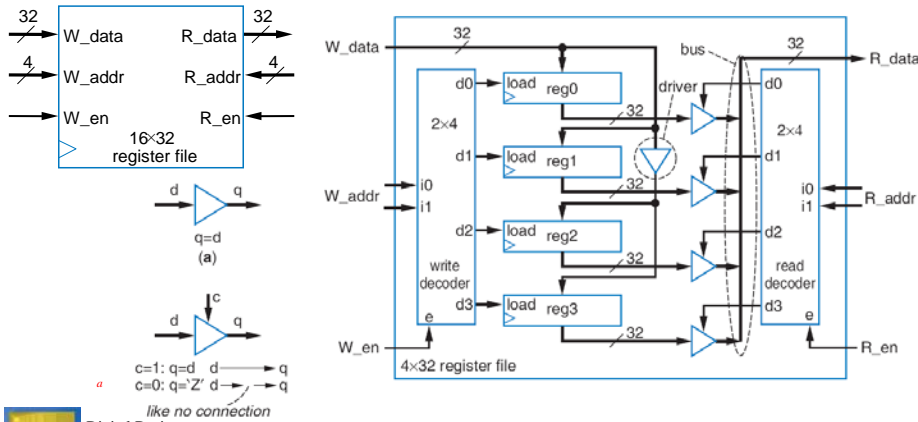 32
32
W_data R_data
4
4
W_addr R_addr
W_en R_en
16×32
register file
d q
q=d
(a)
c
d q
c=1: q=d d q
c=0: q='Z' d q
like no connection
a
W_data
32
bus
32
R_data
d0
load
reg0
driver
d0
2×4
32
2×4
d1
load
reg1
d1
i0
W_addr
i1
32
i0
R_addr
i1
d2
load
reg2
d2
write
decoder
32
read
decoder
d3
load
reg3
d3
e
32
e
W_en
R_en
4×32 register file